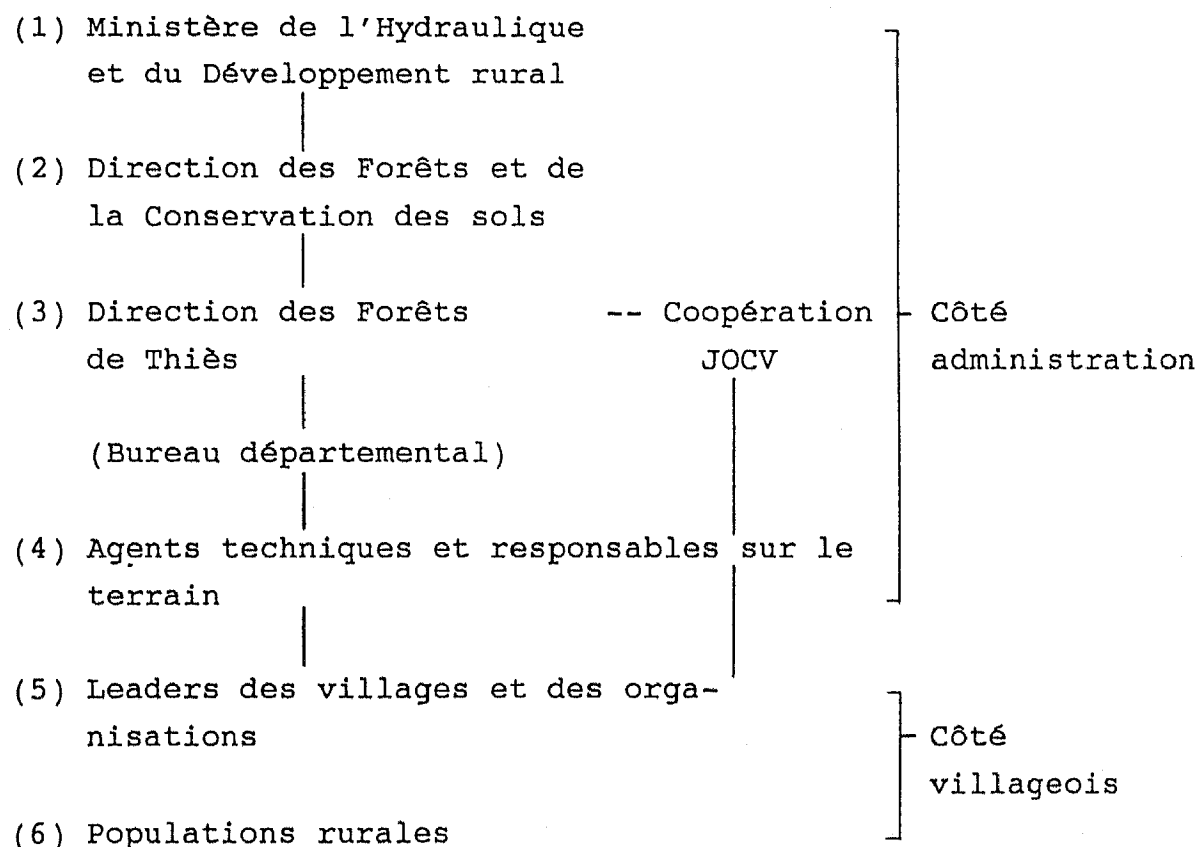 (1) Ministère de l'Hydraulique
et du Développement rural
(2) Direction des Forêts et de
la Conservation des sols
(3) Direction des Forêts -- Coopération Côté
de Thiès JOCV administration
(Bureau départemental)
(4) Agents techniques et responsables sur le
terrain
(5) Leaders des villages et des orga-
nisations Côté
villageois
(6) Populations rurales